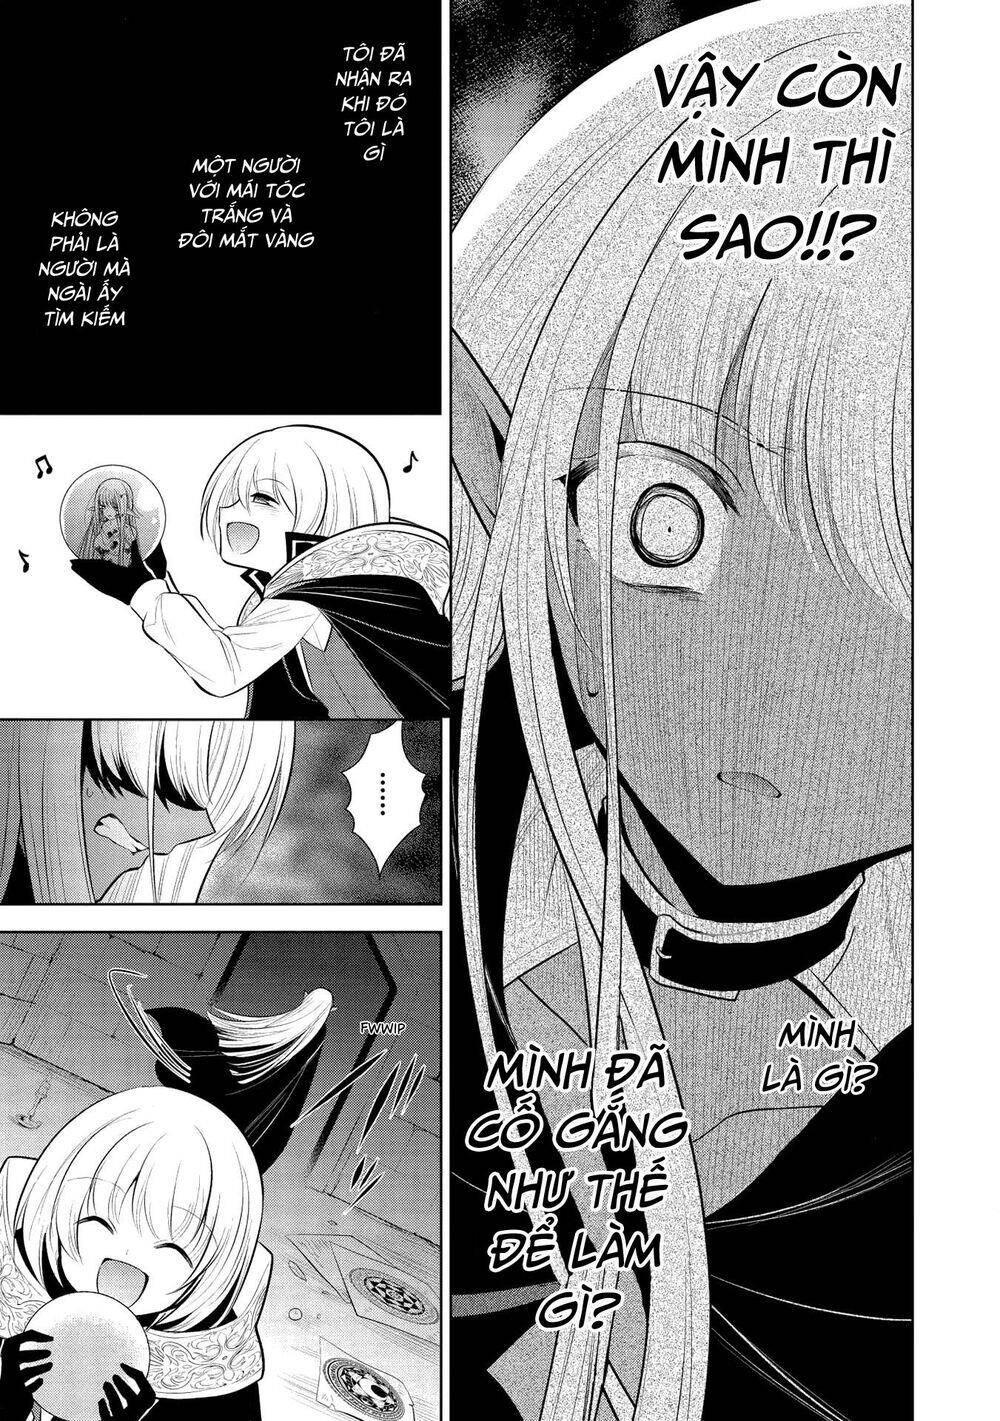 VẬY CÒN
MÌNH THÌ
SAO!!?
MÌNH
LÀ GÌ?
MÌNH ĐÃ
CỐ GẮNG
NHƯ THẾ
ĐỂ LÀM
GÌ?
TÔI ĐÃ
NHẬN RA
KHI ĐÓ
TÔI LÀ
GÌ
MỘT NGƯỜI
VỚI MÁI TÓC
TRẮNG VÀ
ĐÔI MẮT VÀNG
KHÔNG
PHẢI LÀ
NGƯỜI MÀ
NGÀI ẤY
TÌM KIẾM
......
FWWIP